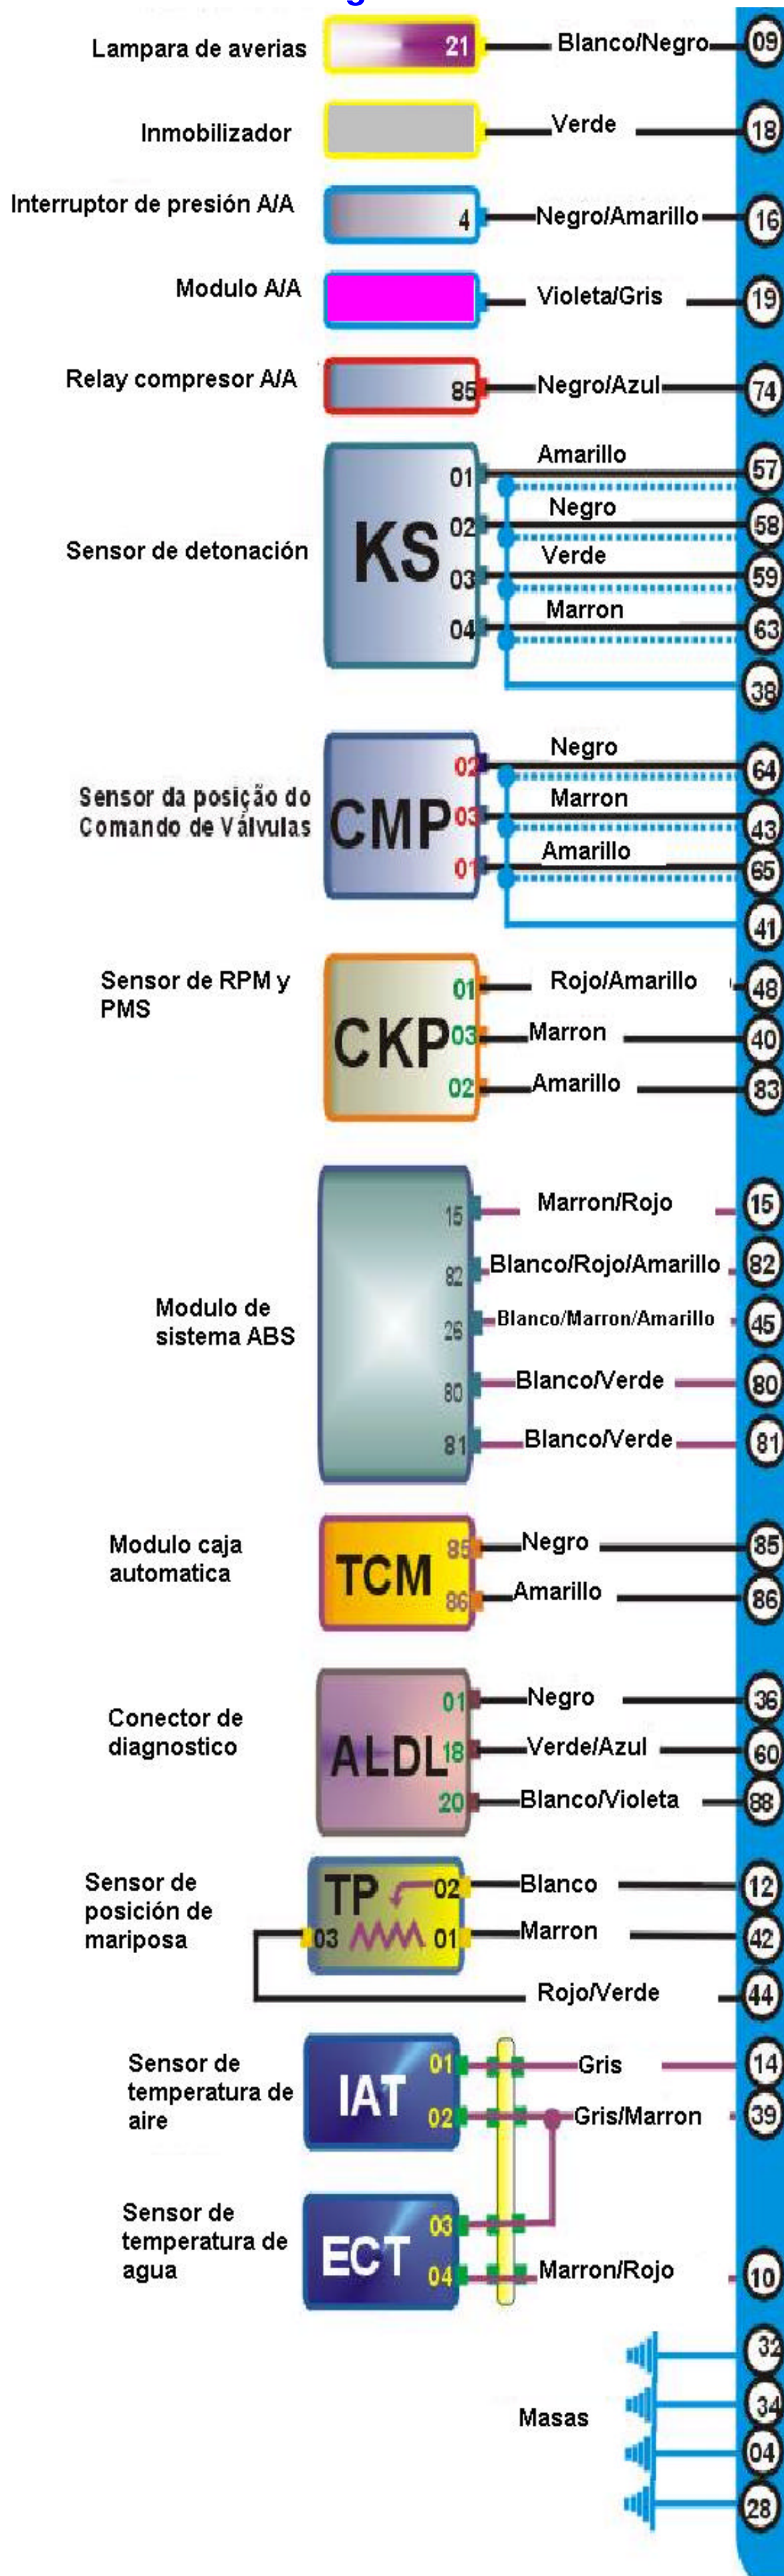 Lampara de averias 21 Blanco/Negro 09
Inmobilizador Verde 18
Interruptor de presión A/A 4 Negro/Amarillo 16
Modulo A/A Violeta/Gris 19
Relay compresor A/A 85 Negro/Azul 74
Sensor de detonación
KS
01 Amarillo 57
02 Negro 58
03 Verde 59
04 Marron 63
38
Sensor da posição do
Comando de Válvulas
CMP
02 Negro 64
03 Marron 43
01 Amarillo 65
41
Sensor de RPM y
PMS
CKP
01 Rojo/Amarillo 48
03 Marron 40
02 Amarillo 83
Modulo de
sistema ABS
15 Marron/Rojo 15
82 Blanco/Rojo/Amarillo 82
26 Blanco/Marron/Amarillo 45
80 Blanco/Verde 80
81 Blanco/Verde 81
Modulo caja
automatica
TCM
85 Negro 85
86 Amarillo 86
Conector de
diagnostico
ALDL
01 Negro 36
18 Verde/Azul 60
20 Blanco/Violeta 88
Sensor de
posición de
mariposa
TP
02 Blanco 12
03 01 Marron 42
Rojo/Verde 44
Sensor de
temperatura de
aire
IAT
01 Gris 14
02 Gris/Marron 39
Sensor de
temperatura de
agua
ECT
03
04 Marron/Rojo 10
Masas
32
34
04
28